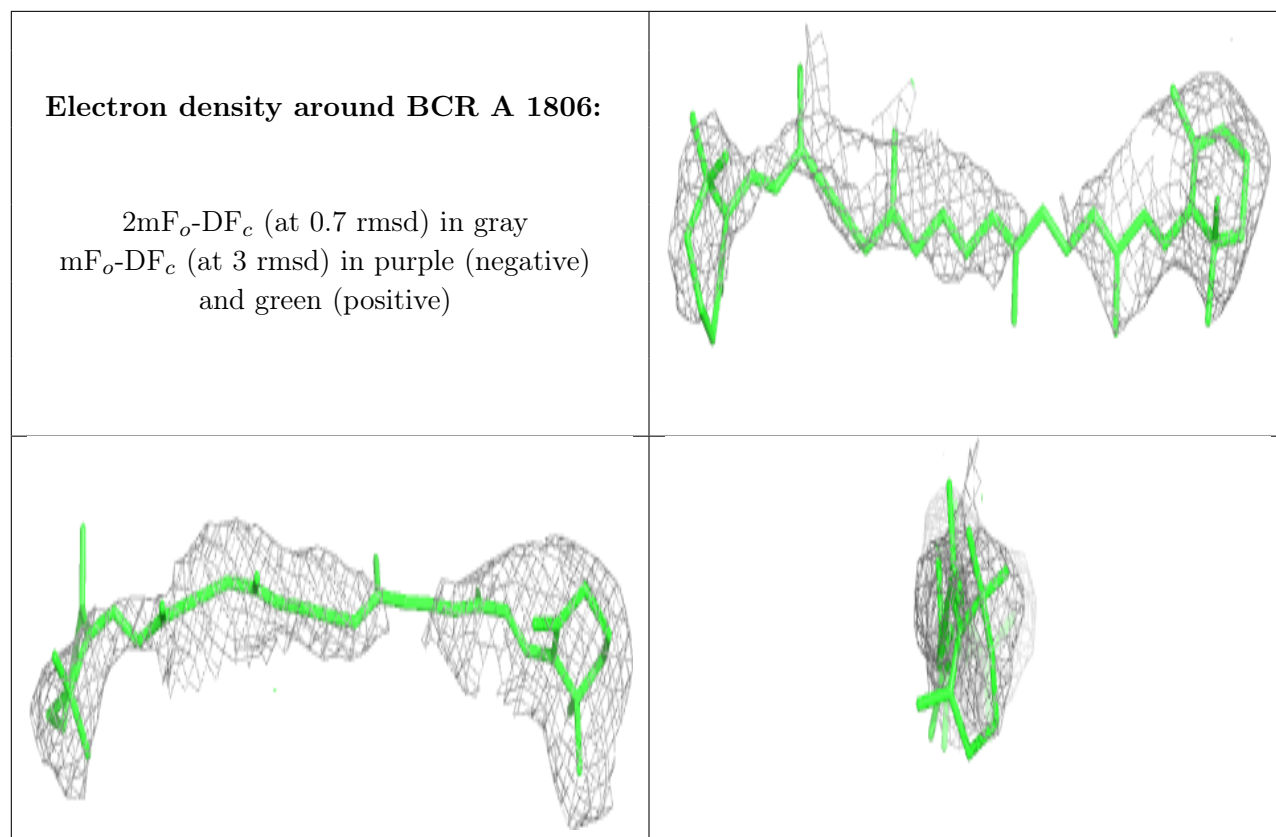 Electron density around BCR A 1806:
2mFₒ-DF𝒸 (at 0.7 rmsd) in gray
mFₒ-DF𝒸 (at 3 rmsd) in purple (negative)
and green (positive)